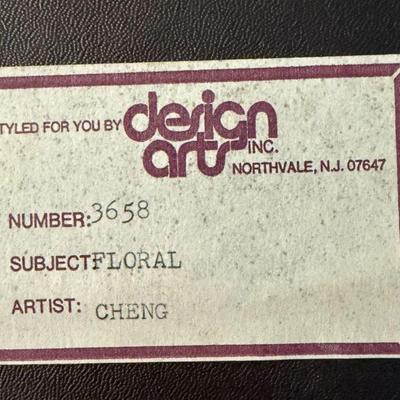 TYLED FOR YOU BY design
arts INC.
NORTHVALE, N.J. 07647
NUMBER: 3658
SUBJECT FLORAL
ARTIST: CHENG